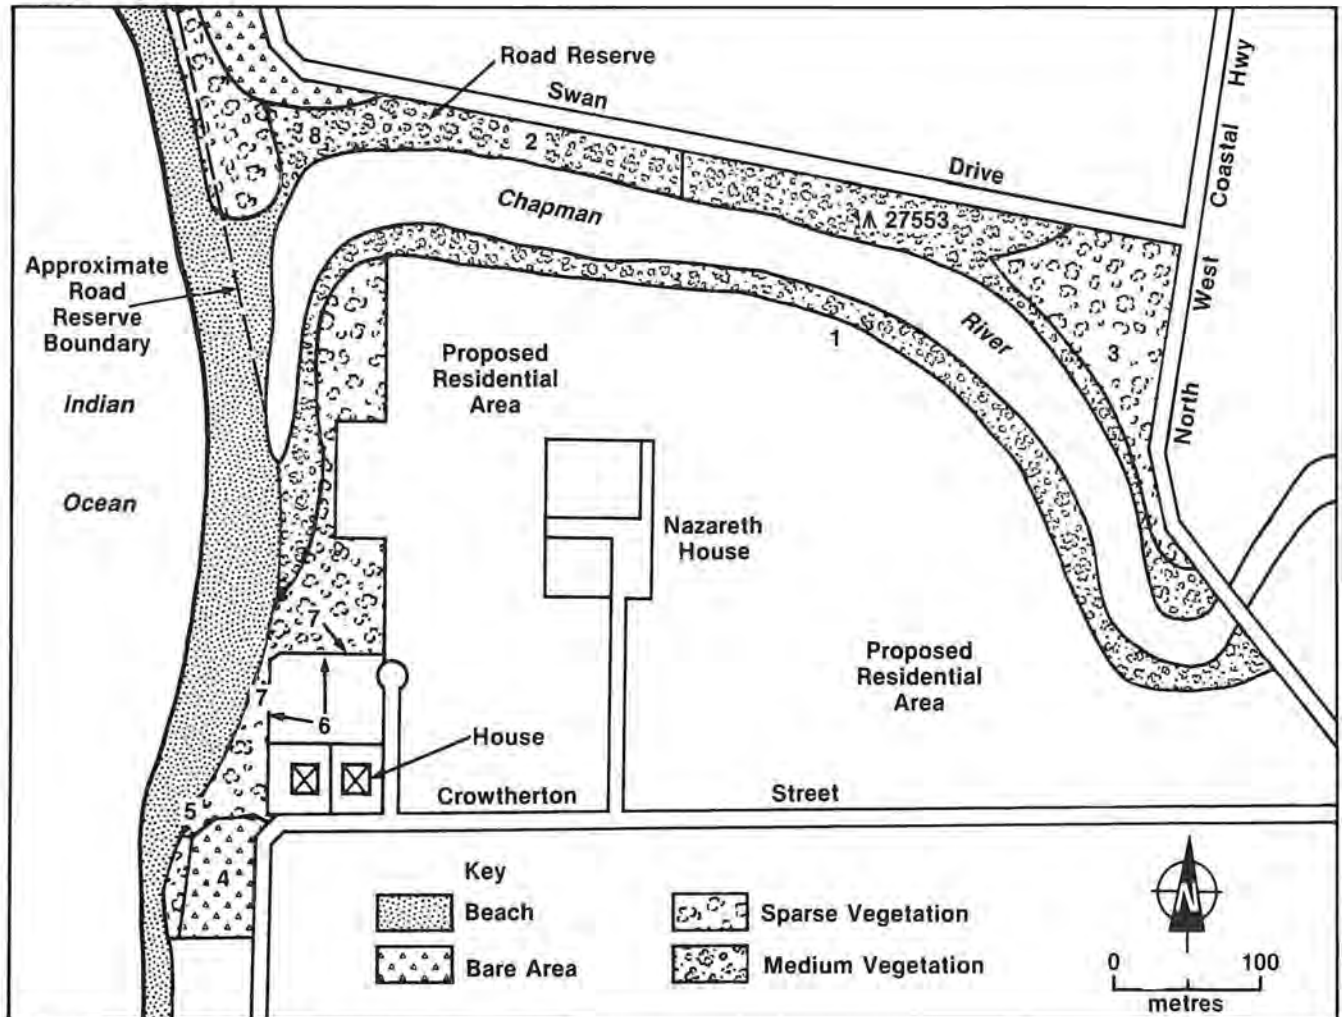 Road Reserve
Swan
Drive
North West Coastal Hwy
8
2
Chapman
27553
Approximate
Road
Reserve
Boundary
River
3
1
Proposed
Residential
Area
Indian
Ocean
Nazareth
House
7
Proposed
Residential
Area
7
6
House
Crowtherton
Street
5
4
Key
Beach
Bare Area
Sparse Vegetation
Medium Vegetation
N
0 100
metres